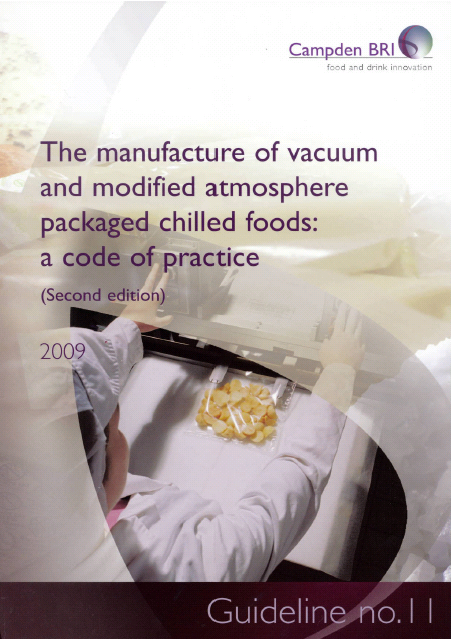 Campden BRI
food and drink innovation
The manufacture of vacuum
and modified atmosphere
packaged chilled foods:
a code of practice
(Second edition)
2009
Guideline no.11